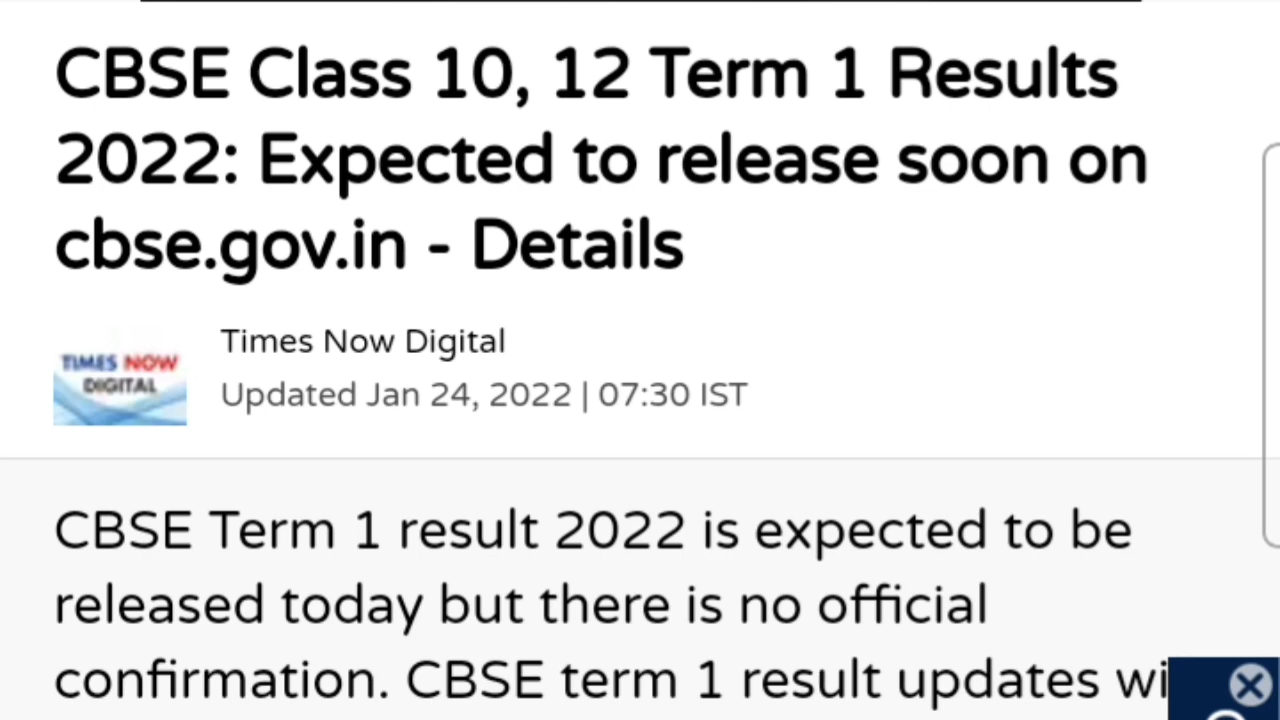 CBSE Class 10, 12 Term 1 Results
2022: Expected to release soon on
cbse.gov.in - Details
Times Now Digital
TIMES NOW
DIGITAL
Updated Jan 24, 2022 | 07:30 IST
CBSE Term 1 result 2022 is expected to be
released today but there is no official
confirmation. CBSE term 1 result updates wi